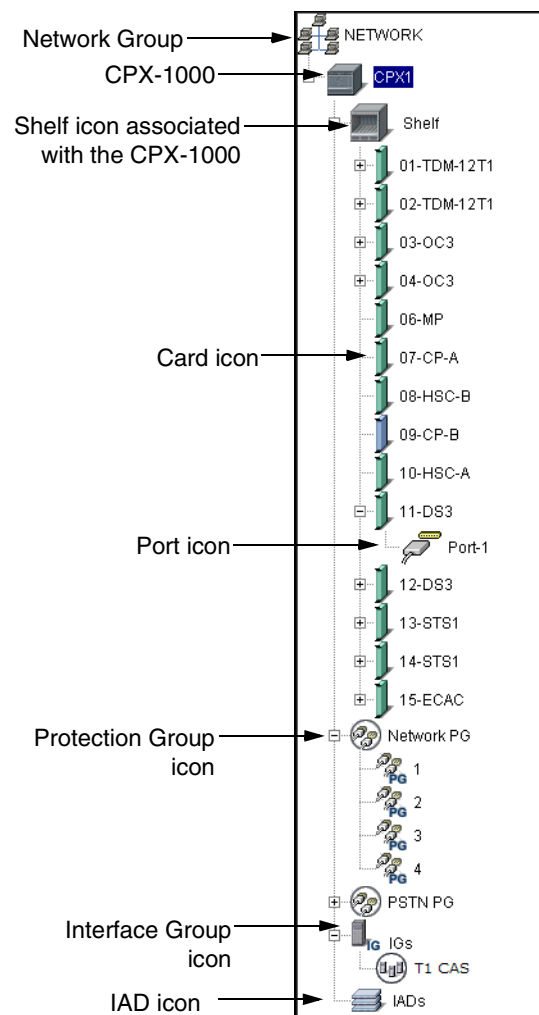 Network Group
NETWORK
CPX-1000
CPX1
Shelf icon associated
with the CPX-1000
Shelf
01-TDM-12T1
02-TDM-12T1
03-OC3
04-OC3
06-MP
Card icon
07-CP-A
08-HSC-B
09-CP-B
10-HSC-A
11-DS3
Port icon
Port-1
12-DS3
13-STS1
14-STS1
15-ECAC
Protection Group
icon
Network PG
PG 1
PG 2
PG 3
PG 4
PSTN PG
Interface Group
icon
IG IGs
T1 CAS
IAD icon
IADs